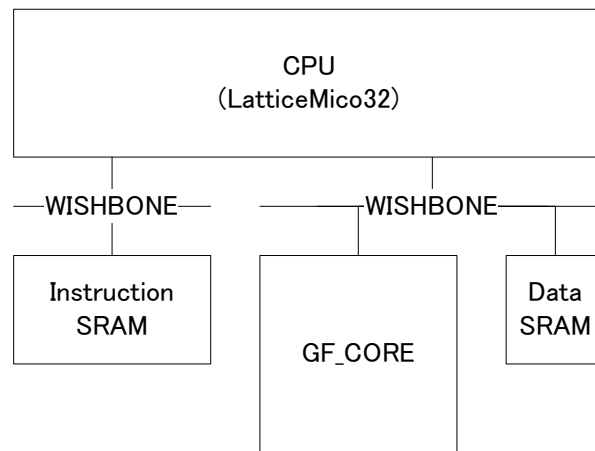 CPU
(LatticeMico32)
WISHBONE
WISHBONE
Instruction
SRAM
GF_CORE
Data
SRAM